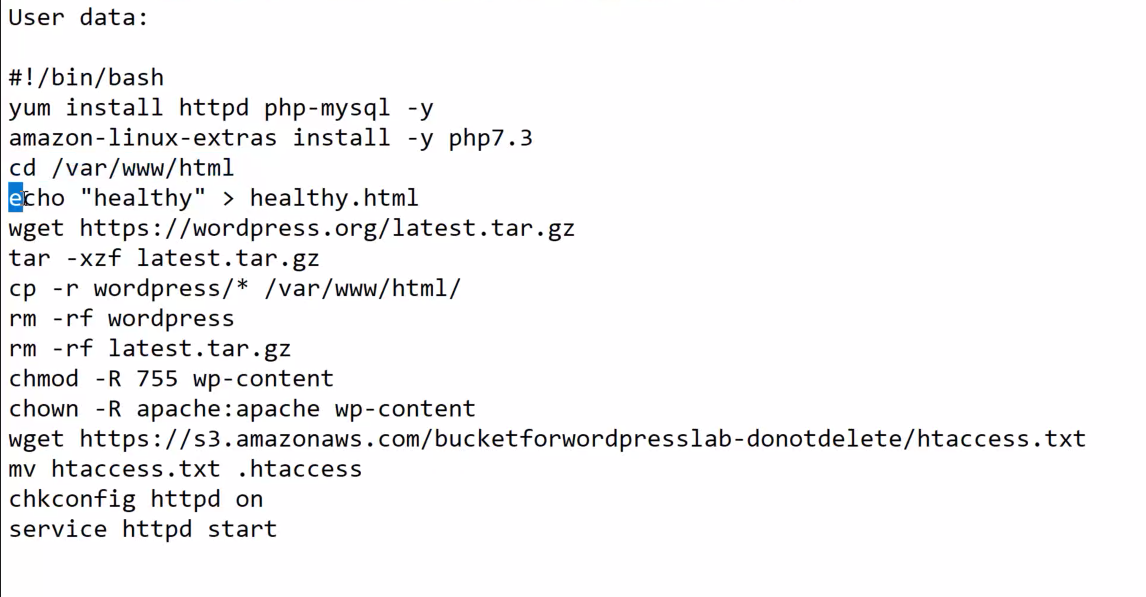 User data:
#!/bin/bash
yum install httpd php-mysql -y
amazon-linux-extras install -y php7.3
cd /var/www/html
echo "healthy" > healthy.html
wget https://wordpress.org/latest.tar.gz
tar -xzf latest.tar.gz
cp -r wordpress/* /var/www/html/
rm -rf wordpress
rm -rf latest.tar.gz
chmod -R 755 wp-content
chown -R apache:apache wp-content
wget https://s3.amazonaws.com/bucketforwordpresslab-donotdelete/htaccess.txt
mv htaccess.txt .htaccess
chkconfig httpd on
service httpd start